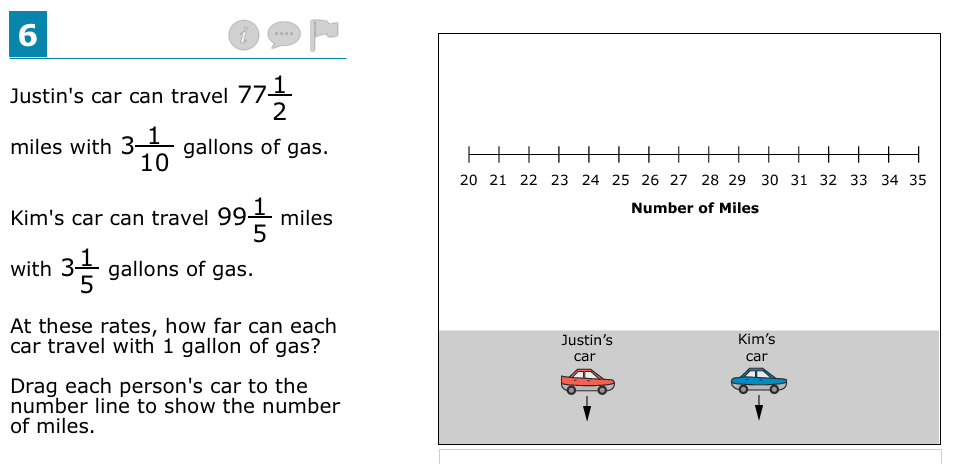 6
Justin's car can travel 77 1/2
miles with 3 1/10 gallons of gas.
Kim's car can travel 99 1/5 miles
with 3 1/5 gallons of gas.
At these rates, how far can each
car travel with 1 gallon of gas?
Drag each person's car to the
number line to show the number
of miles.
20 21 22 23 24 25 26 27 28 29 30 31 32 33 34 35
Number of Miles
Justin's
car
Kim's
car